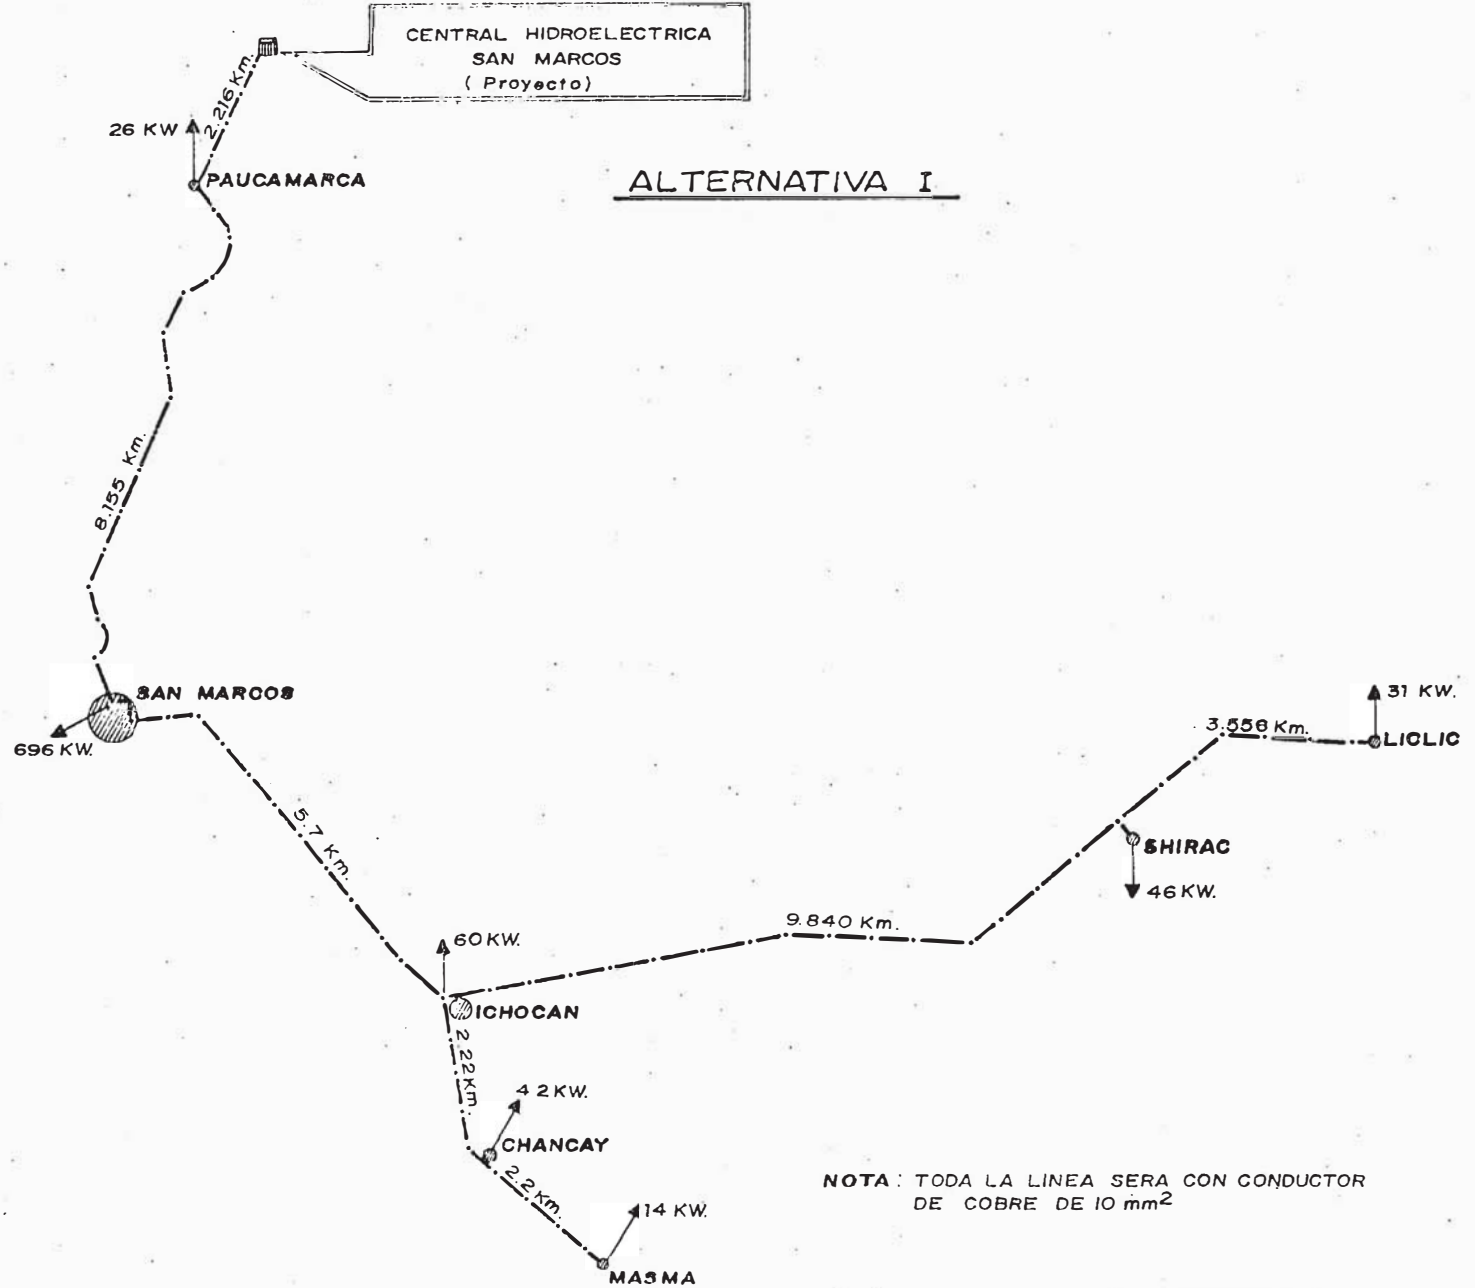 CENTRAL HIDROELECTRICA
SAN MARCOS
( Proyecto)
2.216 Km.
26 KW
PAUCAMARCA
ALTERNATIVA I
8.155 Km.
SAN MARCOS
696 KW.
31 KW.
3.556 Km.
LICLIC
5.7 Km.
SHIRAC
46 KW.
9.840 Km.
60 KW.
ICHOCAN
2.22 Km.
42 KW.
CHANCAY
2.2 Km.
NOTA : TODA LA LINEA SERA CON CONDUCTOR
DE COBRE DE 10 mm²
14 KW.
MASMA